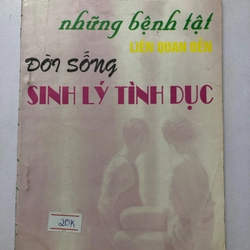 những bệnh tật
LIÊN QUAN ĐẾN
ĐỜI SỐNG
SINH LÝ TÌNH DỤC
20K